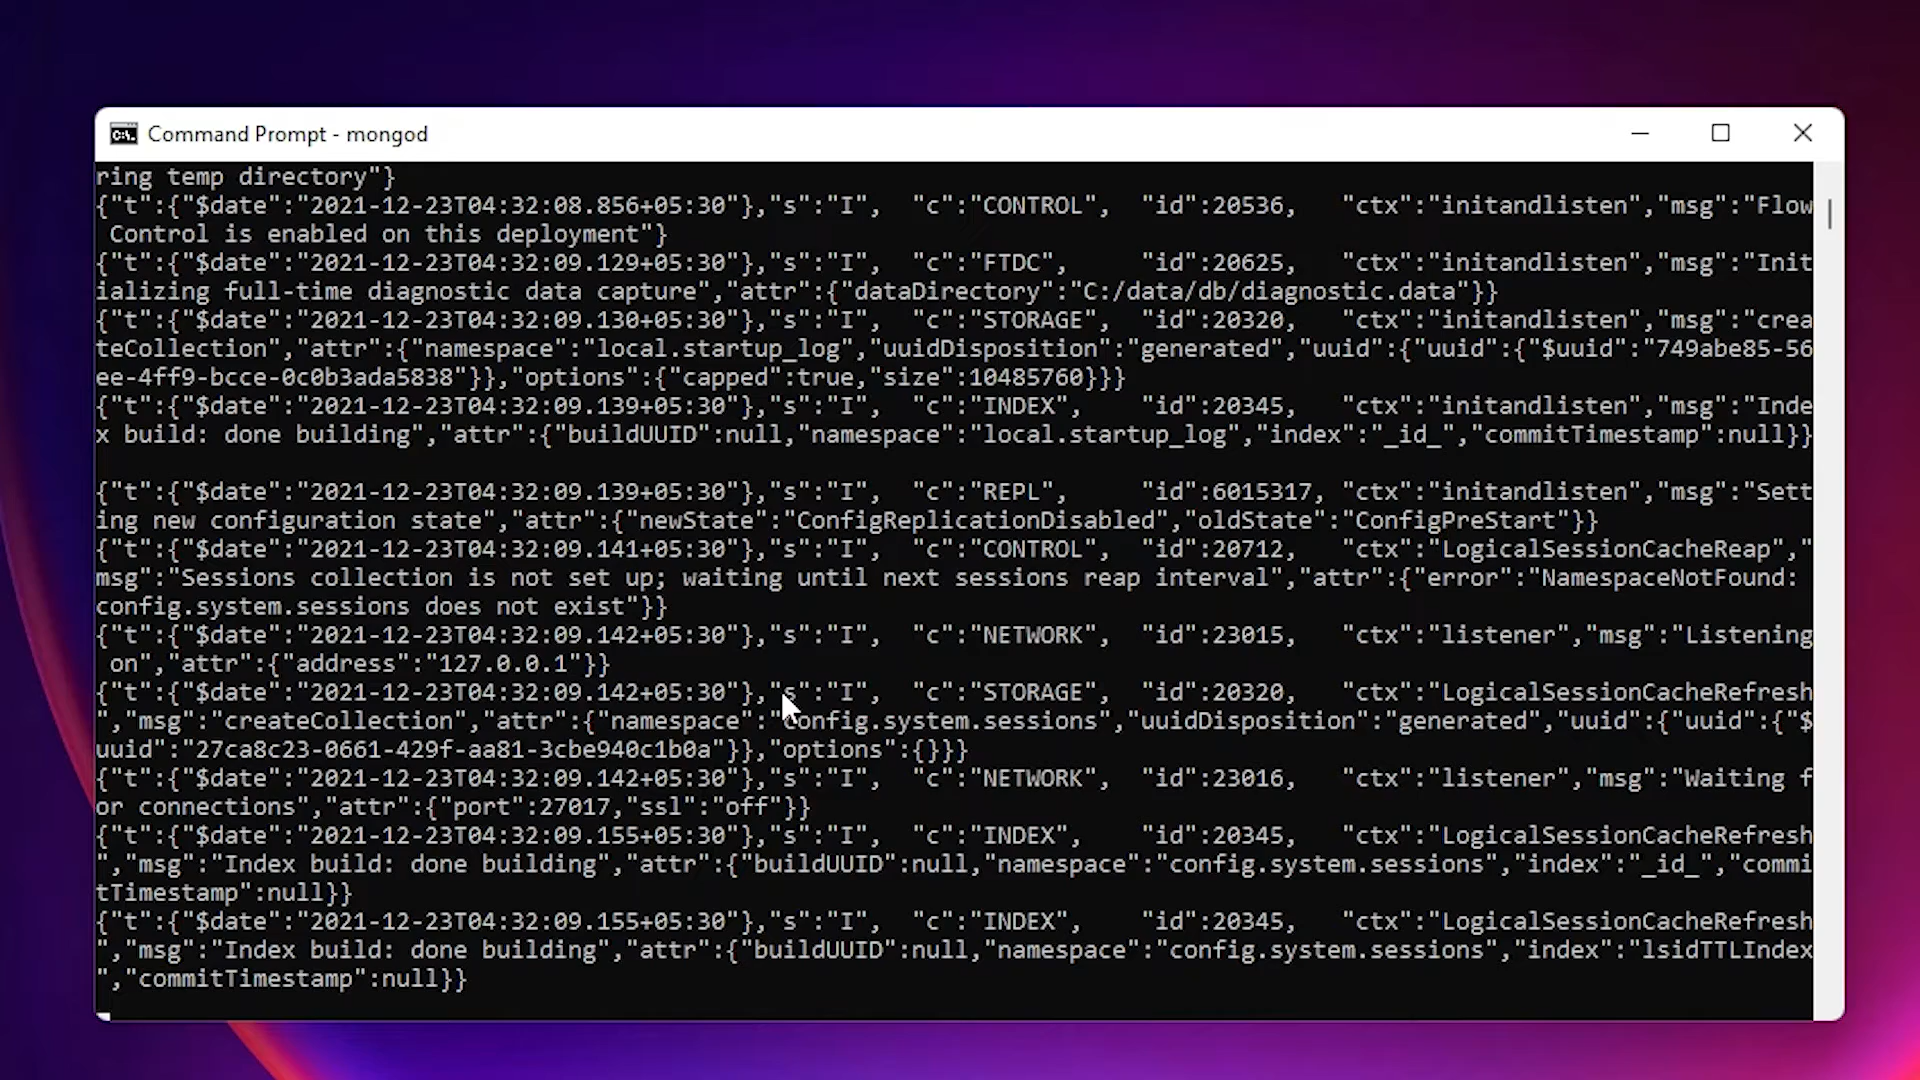 Command Prompt - mongod
ring temp directory"}
{"t":{"$date":"2021-12-23T04:32:08.856+05:30"},"s":"I",  "c":"CONTROL",  "id":20536,   "ctx":"initandlisten","msg":"Flow
 Control is enabled on this deployment"}
{"t":{"$date":"2021-12-23T04:32:09.129+05:30"},"s":"I",  "c":"FTDC",     "id":20625,   "ctx":"initandlisten","msg":"Init
ializing full-time diagnostic data capture","attr":{"dataDirectory":"C:/data/db/diagnostic.data"}}
{"t":{"$date":"2021-12-23T04:32:09.130+05:30"},"s":"I",  "c":"STORAGE",  "id":20320,   "ctx":"initandlisten","msg":"crea
teCollection","attr":{"namespace":"local.startup_log","uuidDisposition":"generated","uuid":{"uuid":{"$uuid":"749abe85-56
ee-4ff9-bcce-0c0b3ada5838"}},"options":{"capped":true,"size":10485760}}}
{"t":{"$date":"2021-12-23T04:32:09.139+05:30"},"s":"I",  "c":"INDEX",    "id":20345,   "ctx":"initandlisten","msg":"Inde
x build: done building","attr":{"buildUUID":null,"namespace":"local.startup_log","index":"_id_","commitTimestamp":null}}
{"t":{"$date":"2021-12-23T04:32:09.139+05:30"},"s":"I",  "c":"REPL",     "id":6015317, "ctx":"initandlisten","msg":"Sett
ing new configuration state","attr":{"newState":"ConfigReplicationDisabled","oldState":"ConfigPreStart"}}
{"t":{"$date":"2021-12-23T04:32:09.141+05:30"},"s":"I",  "c":"CONTROL",  "id":20712,   "ctx":"LogicalSessionCacheReap","
msg":"Sessions collection is not set up; waiting until next sessions reap interval","attr":{"error":"NamespaceNotFound:
config.system.sessions does not exist"}}
{"t":{"$date":"2021-12-23T04:32:09.142+05:30"},"s":"I",  "c":"NETWORK",  "id":23015,   "ctx":"listener","msg":"Listening
 on","attr":{"address":"127.0.0.1"}}
{"t":{"$date":"2021-12-23T04:32:09.142+05:30"},"s":"I",  "c":"STORAGE",  "id":20320,   "ctx":"LogicalSessionCacheRefresh
","msg":"createCollection","attr":{"namespace":"config.system.sessions","uuidDisposition":"generated","uuid":{"uuid":{"$
uuid":"27ca8c23-0661-429f-aa81-3cbe940c1b0a"}},"options":{}}}
{"t":{"$date":"2021-12-23T04:32:09.142+05:30"},"s":"I",  "c":"NETWORK",  "id":23016,   "ctx":"listener","msg":"Waiting f
or connections","attr":{"port":27017,"ssl":"off"}}
{"t":{"$date":"2021-12-23T04:32:09.155+05:30"},"s":"I",  "c":"INDEX",    "id":20345,   "ctx":"LogicalSessionCacheRefresh
","msg":"Index build: done building","attr":{"buildUUID":null,"namespace":"config.system.sessions","index":"_id_","commi
tTimestamp":null}}
{"t":{"$date":"2021-12-23T04:32:09.155+05:30"},"s":"I",  "c":"INDEX",    "id":20345,   "ctx":"LogicalSessionCacheRefresh
","msg":"Index build: done building","attr":{"buildUUID":null,"namespace":"config.system.sessions","index":"lsidTTLIndex
","commitTimestamp":null}}